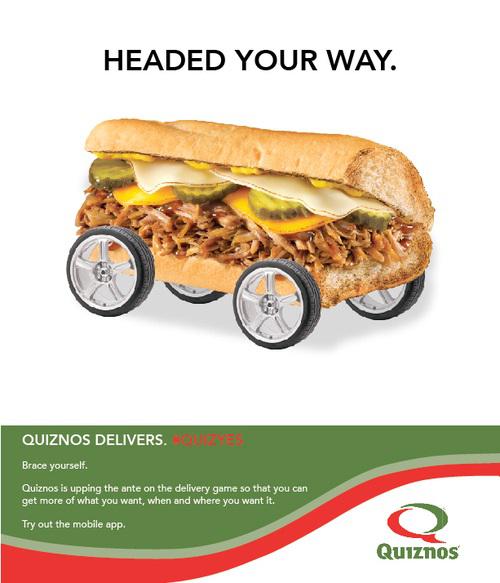 HEADED YOUR WAY.
QUIZNOS DELIVERS. #QUIZYES
Brace yourself.
Quiznos is upping the ante on the delivery game so that you can
get more of what you want, when and where you want it.
Try out the mobile app.
Quiznos